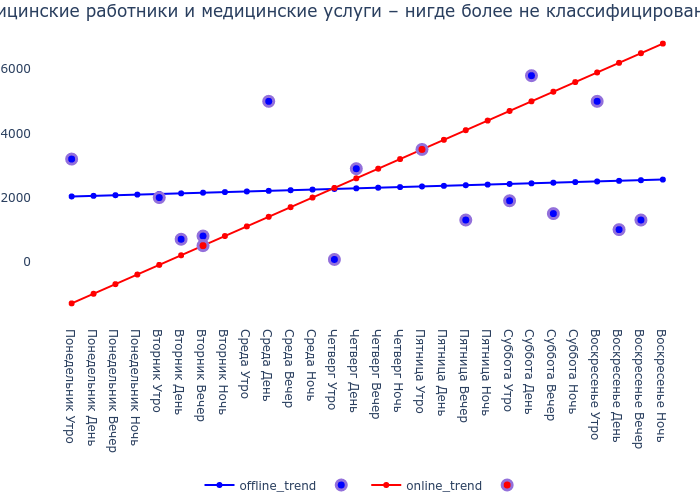 ицинские работники и медицинские услуги – нигде более не классифицирован
6000
4000
2000
0
Понедельник Утро
Понедельник День
Понедельник Вечер
Понедельник Ночь
Вторник Утро
Вторник День
Вторник Вечер
Вторник Ночь
Среда Утро
Среда День
Среда Вечер
Среда Ночь
Четверг Утро
Четверг День
Четверг Вечер
Четверг Ночь
Пятница Утро
Пятница День
Пятница Вечер
Пятница Ночь
Суббота Утро
Суббота День
Суббота Вечер
Суббота Ночь
Воскресенье Утро
Воскресенье День
Воскресенье Вечер
Воскресенье Ночь
offline_trend online_trend